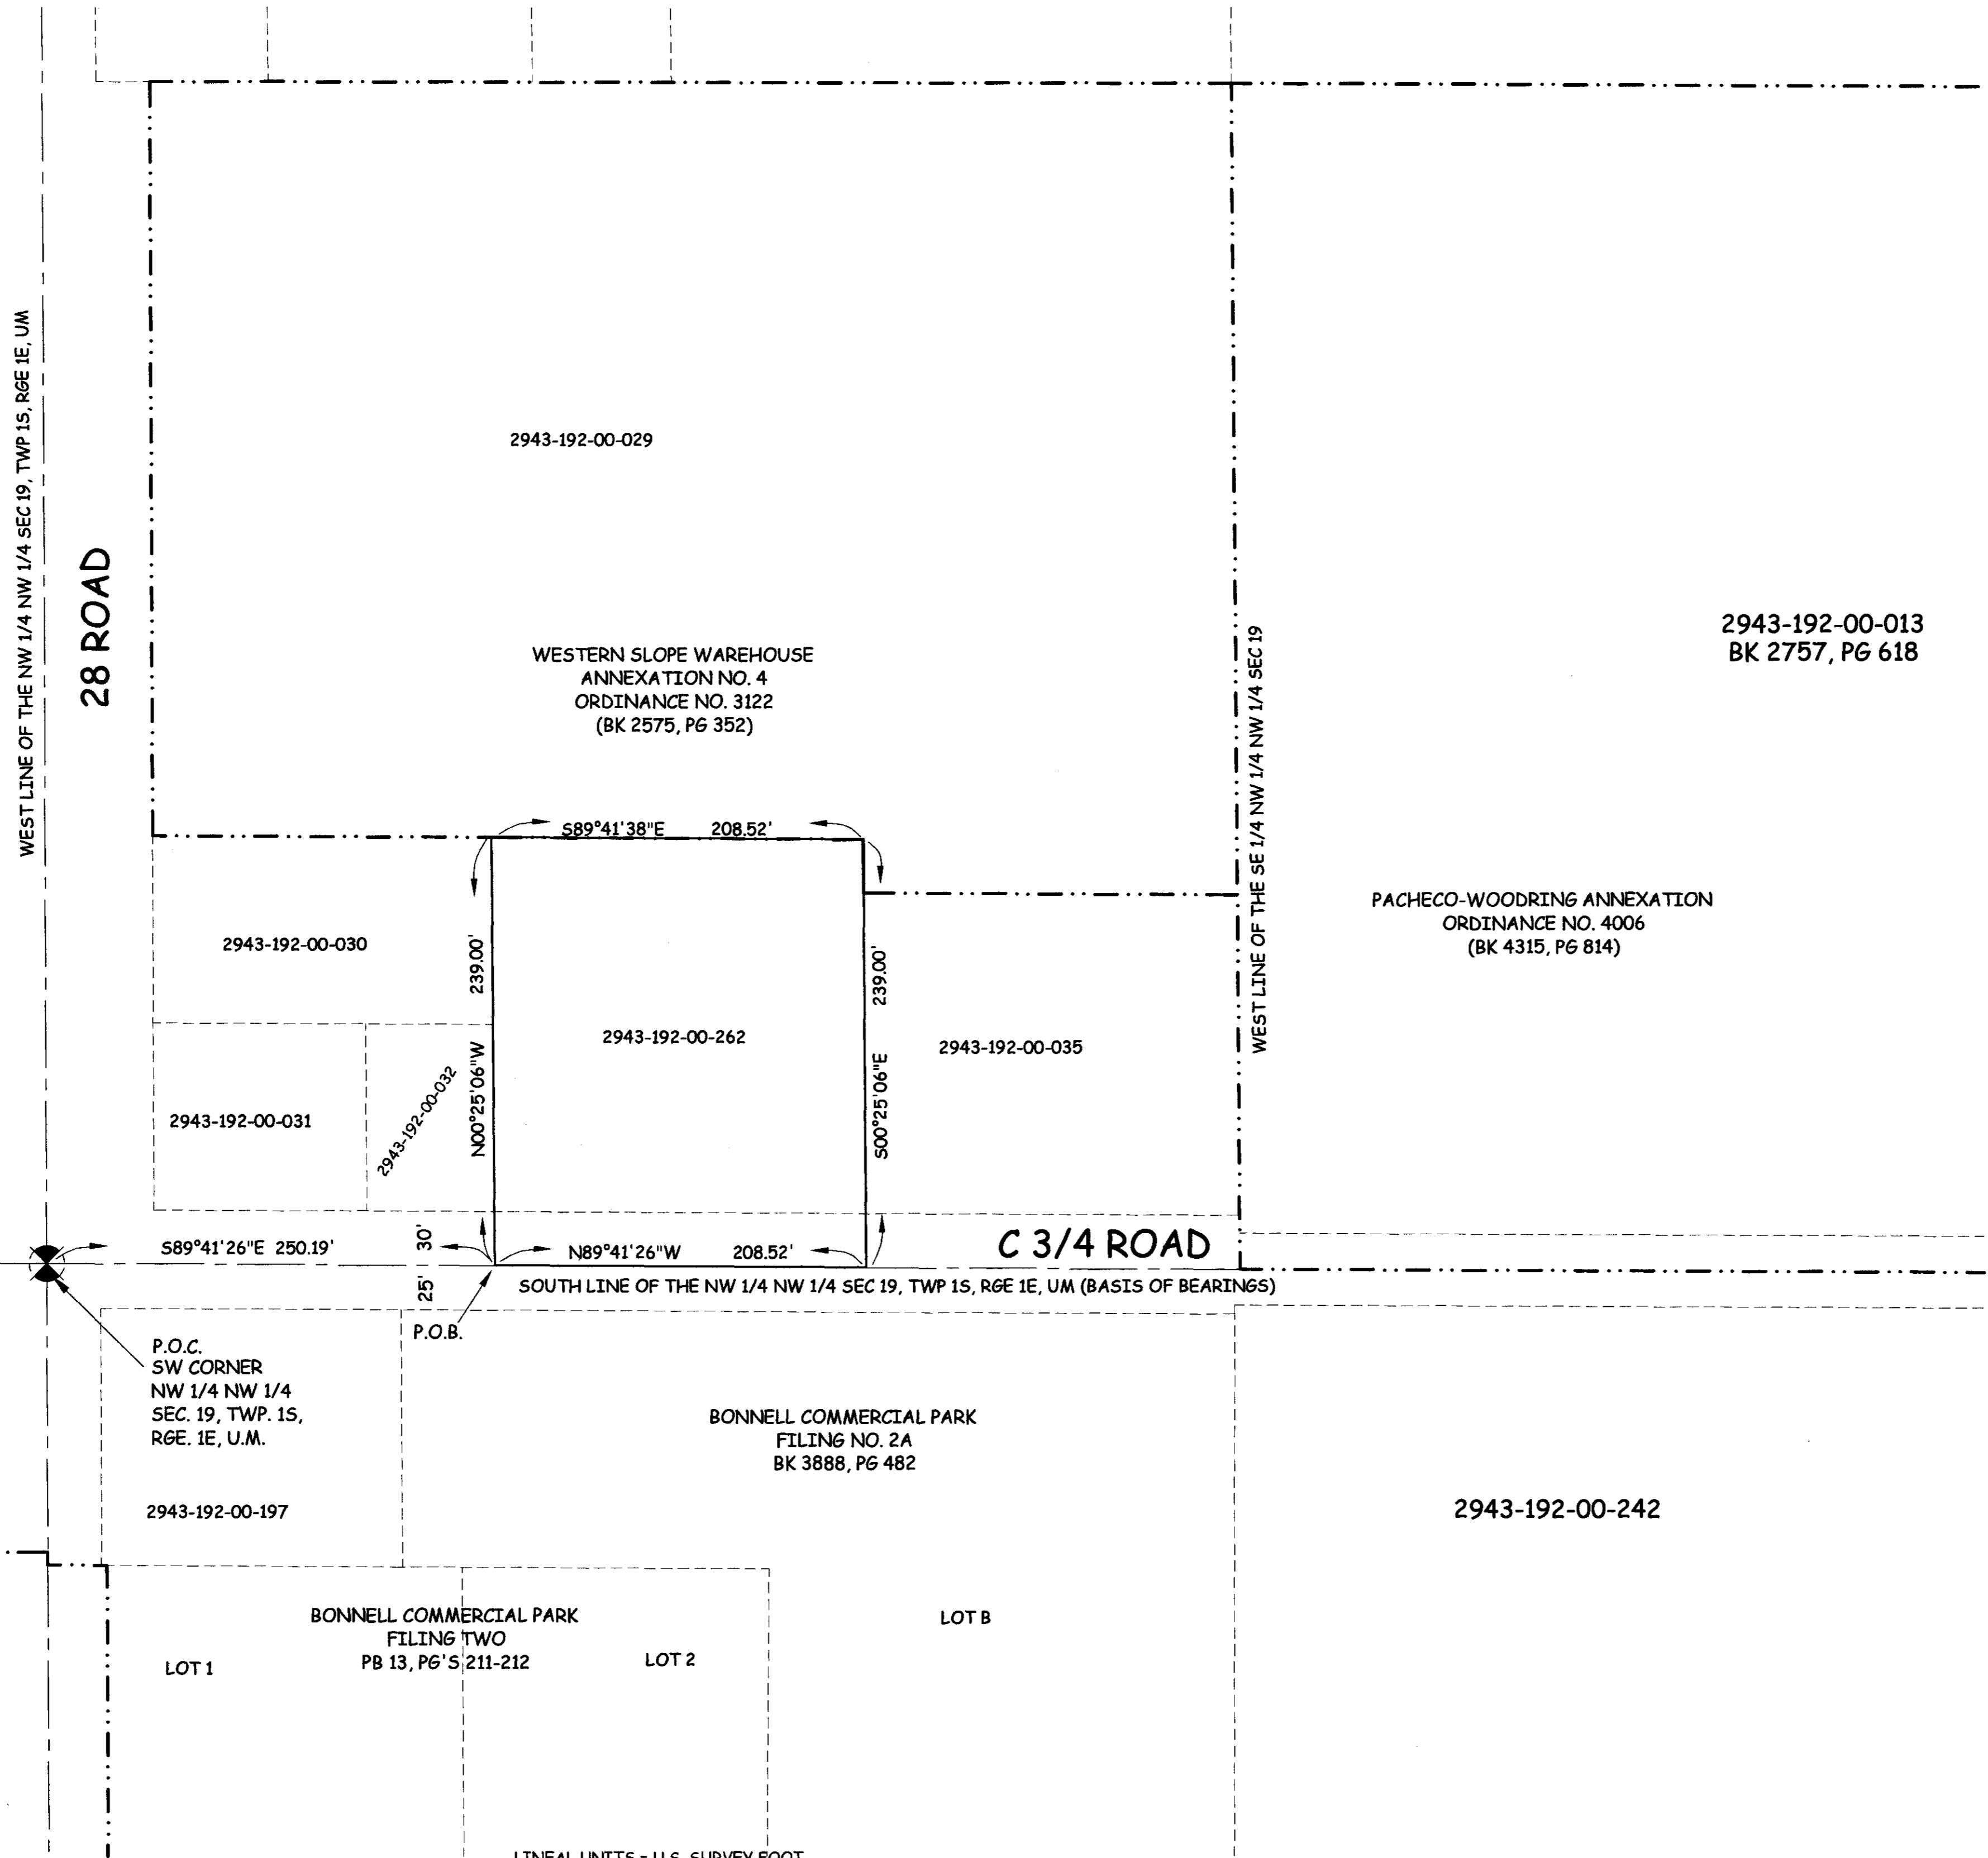 WEST LINE OF THE NW 1/4 NW 1/4 SEC 19, TWP 1S, RGE 1E, UM
28 ROAD
2943-192-00-029
WESTERN SLOPE WAREHOUSE
ANNEXATION NO. 4
ORDINANCE NO. 3122
(BK 2575, PG 352)
WEST LINE OF THE SE 1/4 NW 1/4 NW 1/4 SEC 19
2943-192-00-013
BK 2757, PG 618
PACHECO-WOODRING ANNEXATION
ORDINANCE NO. 4006
(BK 4315, PG 814)
S89°41'38"E 208.52'
2943-192-00-030
239.00'
N00°25'06"W
2943-192-00-262
239.00'
S00°25'06"E
2943-192-00-035
2943-192-00-031
2943-192-00-032
S89°41'26"E 250.19'
30'
25'
N89°41'26"W 208.52'
C 3/4 ROAD
SOUTH LINE OF THE NW 1/4 NW 1/4 SEC 19, TWP 1S, RGE 1E, UM (BASIS OF BEARINGS)
P.O.B.
P.O.C.
SW CORNER
NW 1/4 NW 1/4
SEC. 19, TWP. 1S,
RGE. 1E, U.M.
2943-192-00-197
BONNELL COMMERCIAL PARK
FILING NO. 2A
BK 3888, PG 482
2943-192-00-242
BONNELL COMMERCIAL PARK
FILING TWO
PB 13, PG'S 211-212
LOT 1
LOT 2
LOT B
LINEAL UNITS = U.S. SURVEY FOOT